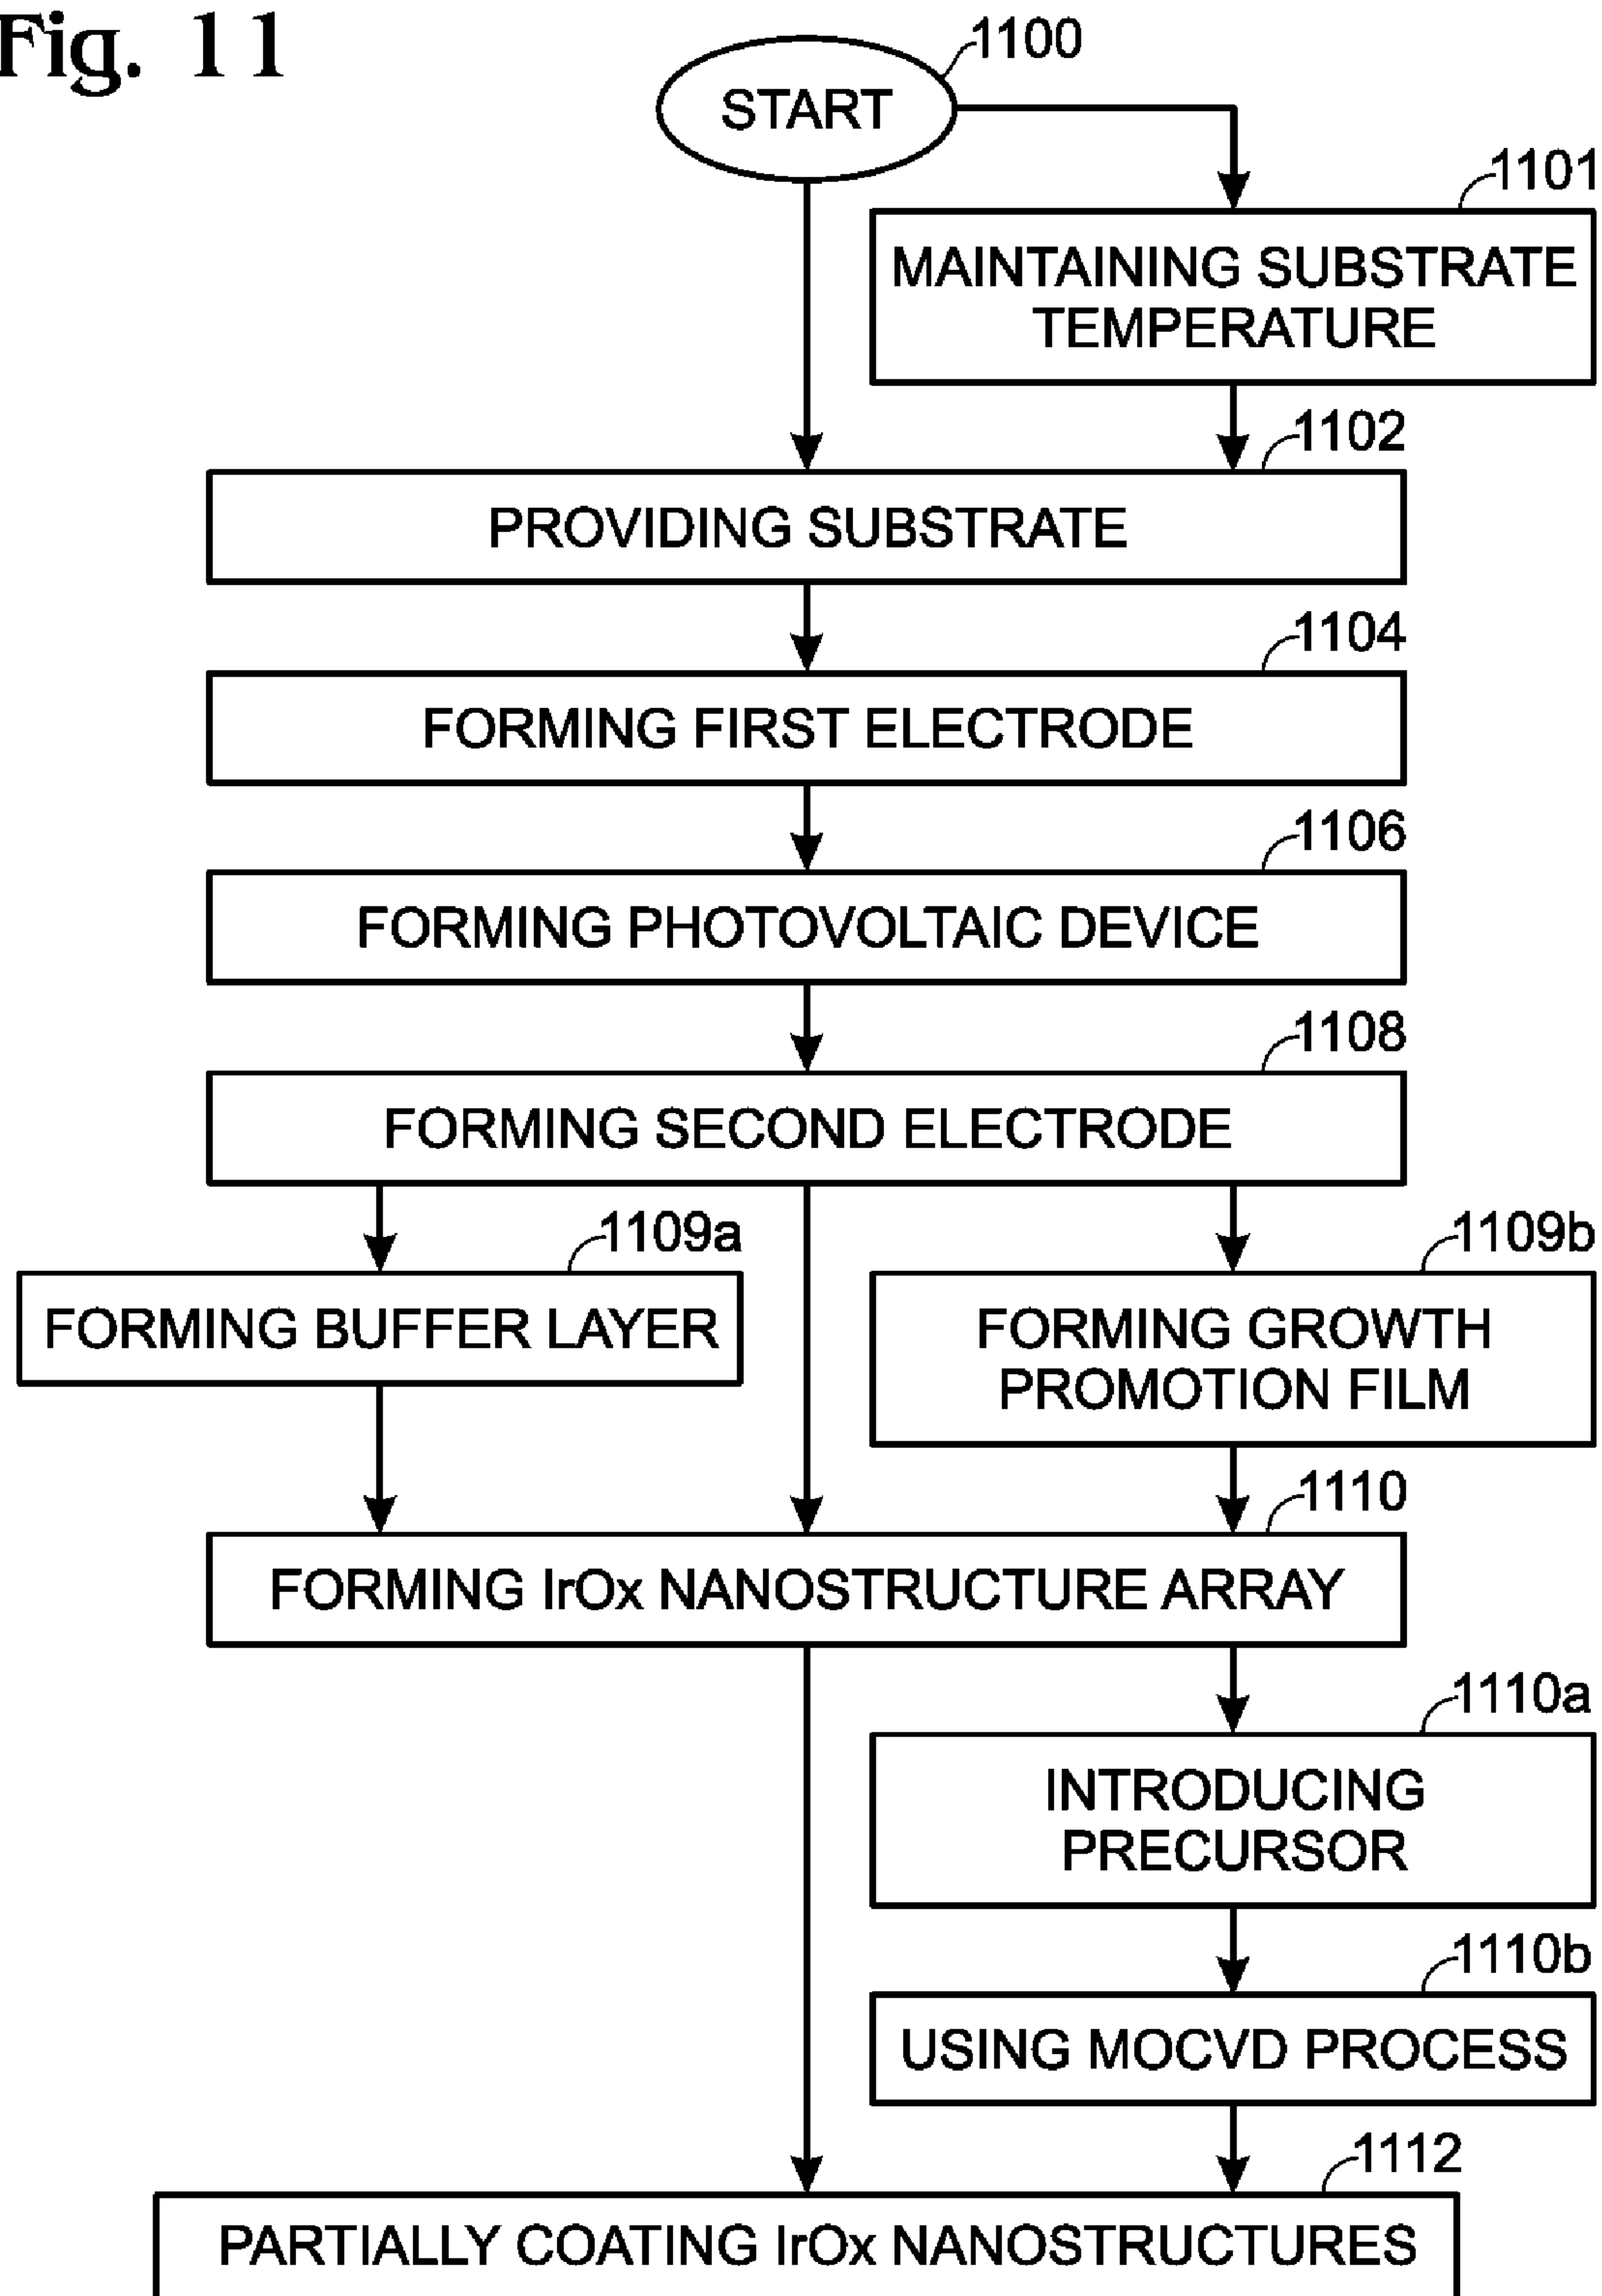 Fig. 11
1100
START
1101
MAINTAINING SUBSTRATE
TEMPERATURE
1102
PROVIDING SUBSTRATE
1104
FORMING FIRST ELECTRODE
1106
FORMING PHOTOVOLTAIC DEVICE
1108
FORMING SECOND ELECTRODE
1109a
FORMING BUFFER LAYER
1109b
FORMING GROWTH
PROMOTION FILM
1110
FORMING IrOx NANOSTRUCTURE ARRAY
1110a
INTRODUCING
PRECURSOR
1110b
USING MOCVD PROCESS
1112
PARTIALLY COATING IrOx NANOSTRUCTURES